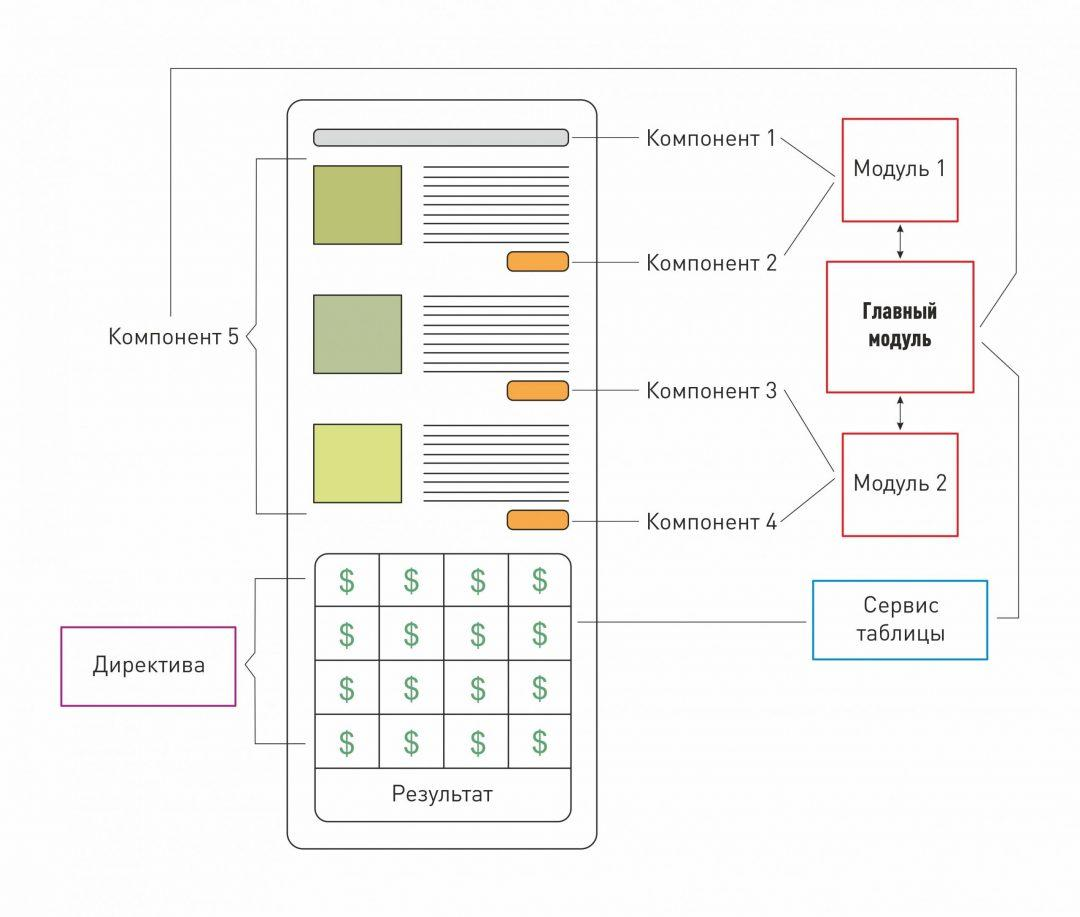 Компонент 1
Модуль 1
Компонент 2
Главный
модуль
Компонент 5
Компонент 3
Модуль 2
Компонент 4
$ $ $ $
Сервис
таблицы
$ $ $ $
Директива
$ $ $ $
$ $ $ $
Результат